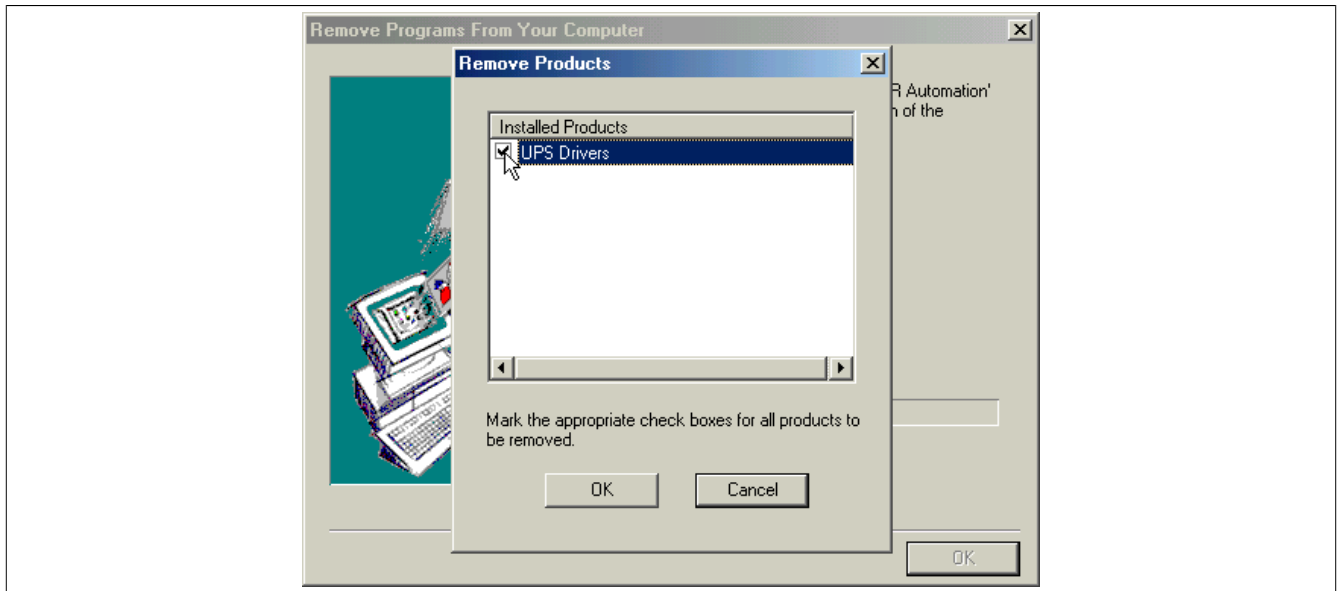 Remove Programs From Your Computer
Remove Products
R Automation'
n of the
Installed Products
UPS Drivers
Mark the appropriate check boxes for all products to
be removed.
OK
Cancel
OK